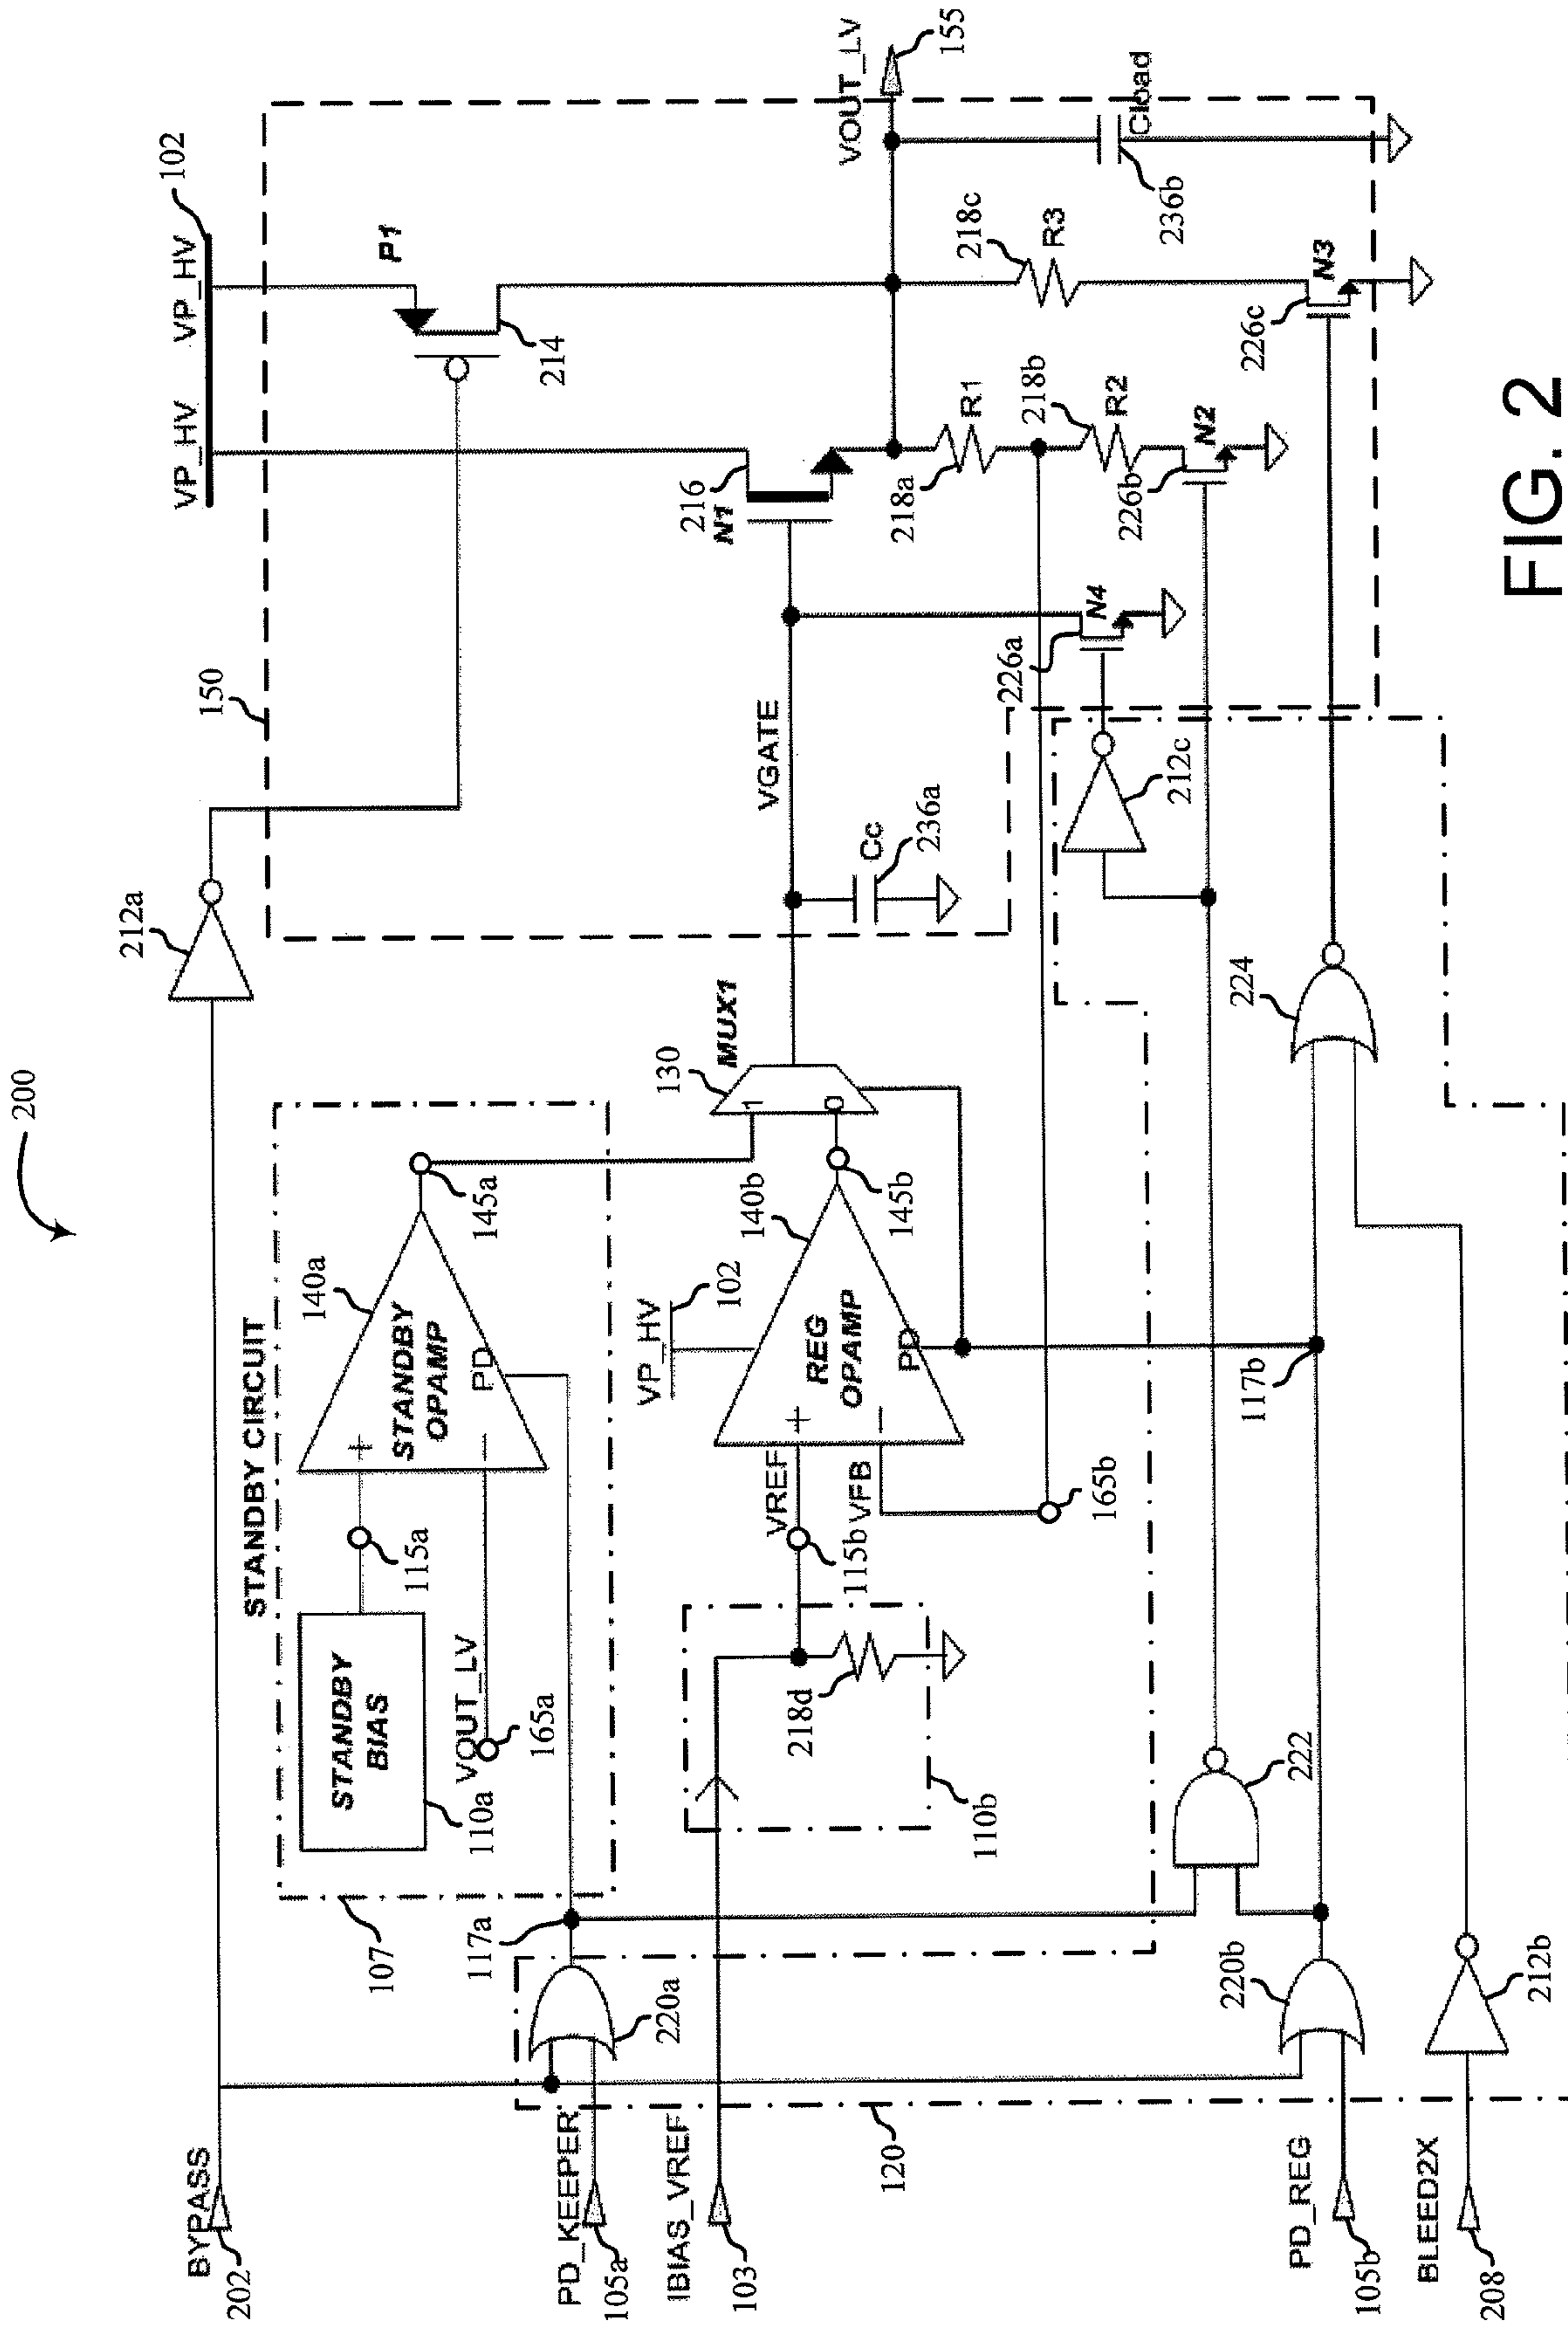 200
102
VP_HV VP_HV
150
212a
P1
214
STANDBY CIRCUIT
107
STANDBY
BIAS
110a
115a
VOUT_LV
165a
+
−
STANDBY
OPAMP
PD
140a
145a
VP_HV
102
VREF
VFB
115b
+
−
REG
OPAMP
PD
140b
145b
165b
130
MUX1
1
0
VGATE
Cc
236a
216
N1
218a
R1
218b
R2
226b
N2
226a
N4
218c
R3
226c
N3
VOUT_LV
155
Cload
236b
BYPASS
202
PD_KEEPER
105a
220a
117a
IBIAS_VREF
103
218d
110b
120
PD_REG
105b
220b
222
117b
224
212c
BLEED2X
208
212b
FIG. 2